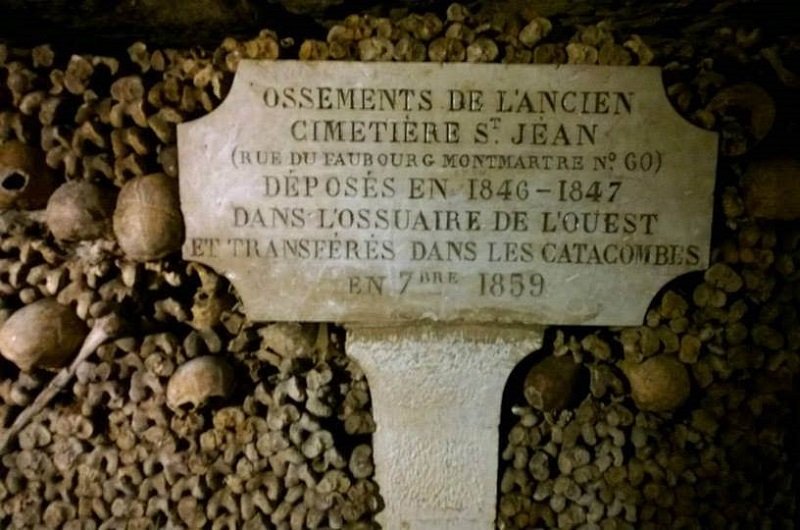 OSSEMENTS DE L'ANCIEN
CIMETIÈRE ST. JEAN
(RUE DU FAUBOURG MONTMARTRE No. 60)
DÉPOSÉS EN 1846-1847
DANS L'OSSUAIRE DE L'OUEST
ET TRANSFÉRÉS DANS LES CATACOMBES
EN 7BRE 1859